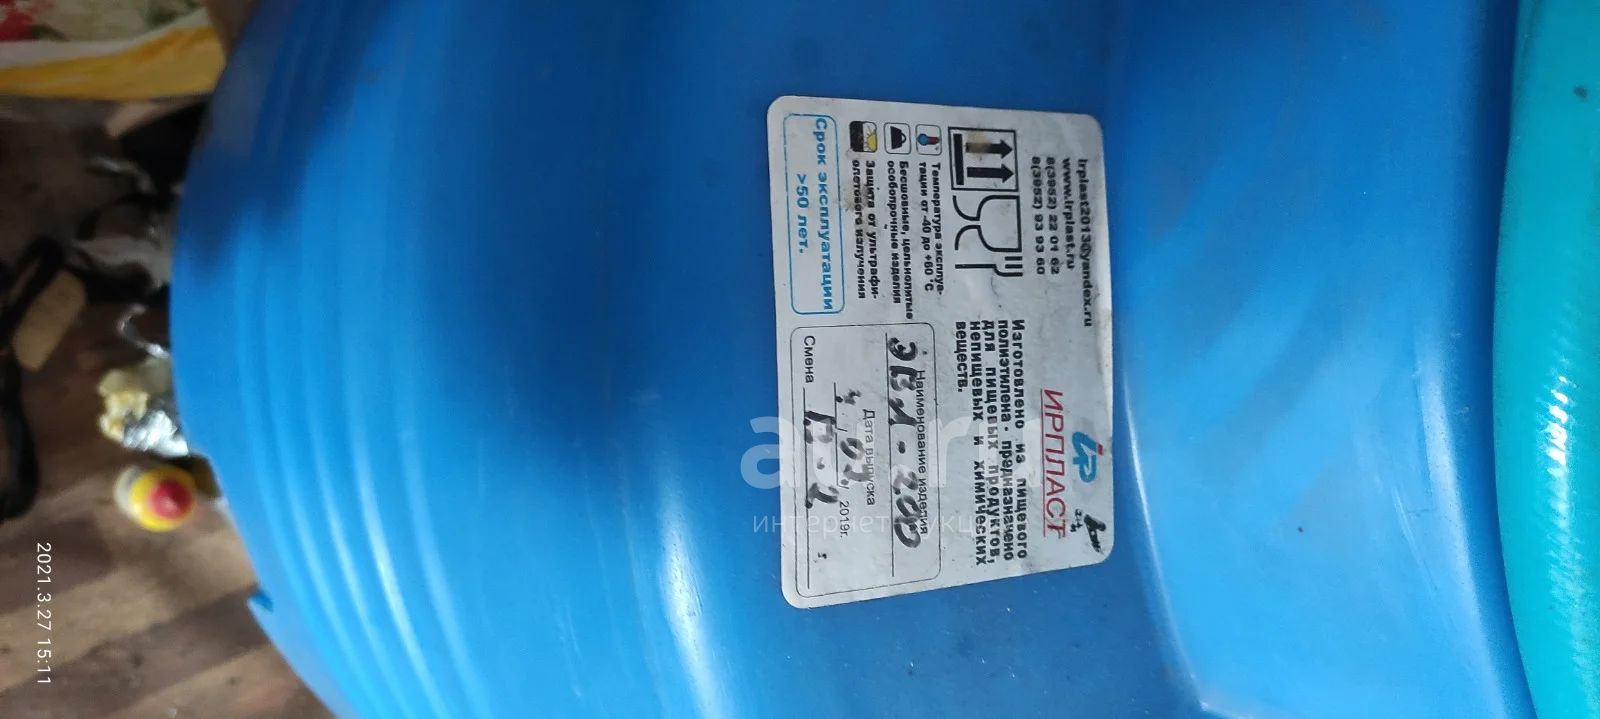 irplast2013@yandex.ru
www.irplast.ru
8(3952) 22 01 62
8(3952) 93 93 60
Температура эксплуа-
тации от -40 до +60 °C
Бесшовные, цельнолитые
особопрочные изделия
Защита от ультрафи-
олетового излучения
Срок эксплуатации
>50 лет.
iP
ИРПЛАСТ
Изготовлено из пищевого
полиэтилена - предназначено
для пищевых продуктов,
непищевых и химических
веществ.
Наименование изделия
ЭВЛ-200
Дата выпуска
2019г.
Смена
2021.3.27 15:11